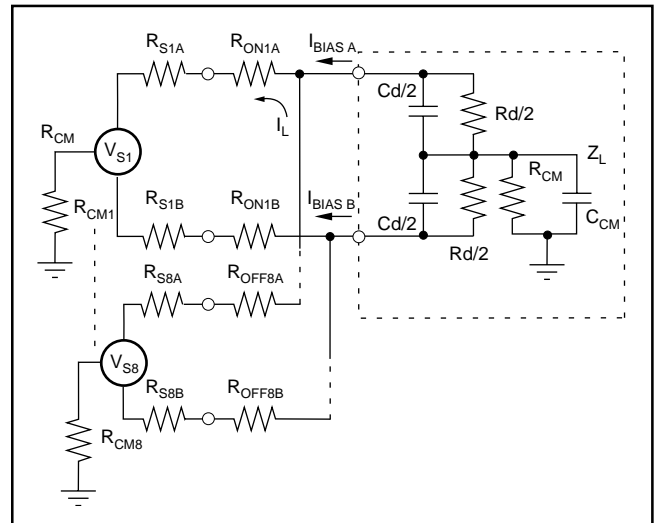 R_S1A R_ON1A I_BIAS A
Cd/2
Rd/2
I_L
R_CM
V_S1
Z_L
R_CM
R_CM1
R_S1B R_ON1B I_BIAS B
Cd/2
C_CM
Rd/2
R_S8A R_OFF8A
V_S8
R_S8B R_OFF8B
R_CM8